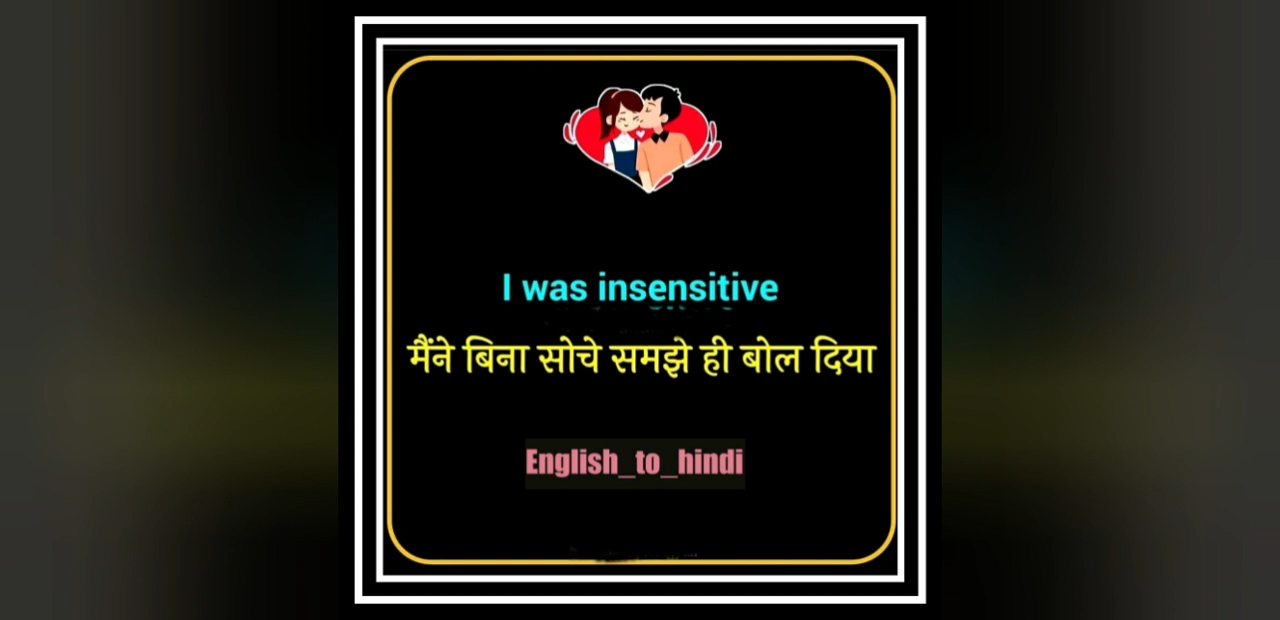 I was insensitive
मैंने बिना सोचे समझे ही बोल दिया
English_to_hindi